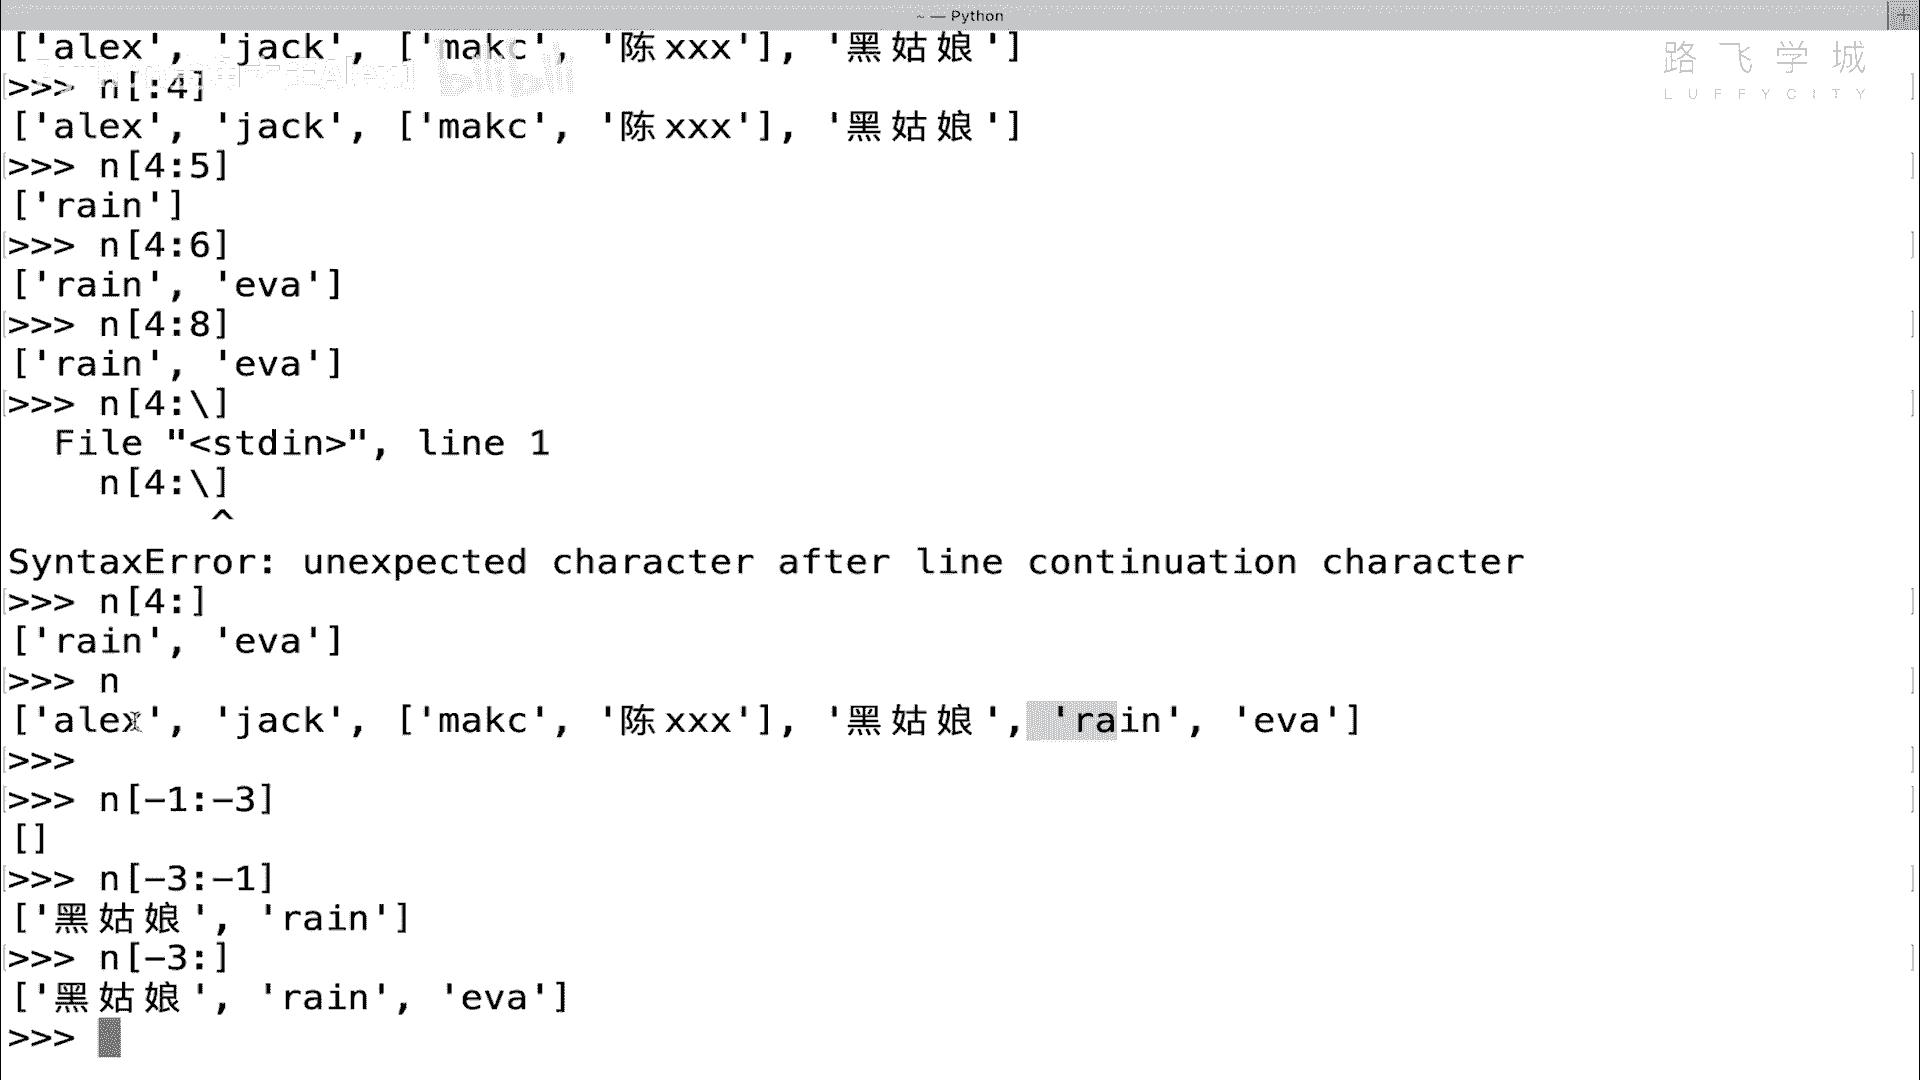 ~ — Python
['alex', 'jack', ['makc', '陈xxx'], '黑姑娘']
路飞学城
LUFFYCITY
>>> n[:4]
['alex', 'jack', ['makc', '陈xxx'], '黑姑娘']
>>> n[4:5]
['rain']
>>> n[4:6]
['rain', 'eva']
>>> n[4:8]
['rain', 'eva']
>>> n[4:\]
  File "<stdin>", line 1
    n[4:\]
         ^
SyntaxError: unexpected character after line continuation character
>>> n[4:]
['rain', 'eva']
>>> n
['alex', 'jack', ['makc', '陈xxx'], '黑姑娘', 'rain', 'eva']
>>>
>>> n[-1:-3]
[]
>>> n[-3:-1]
['黑姑娘', 'rain']
>>> n[-3:]
['黑姑娘', 'rain', 'eva']
>>>